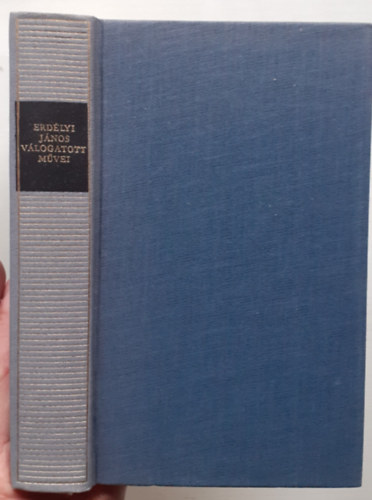 ERDÉLYI
JÁNOS
VÁLOGATOTT
MŰVEI